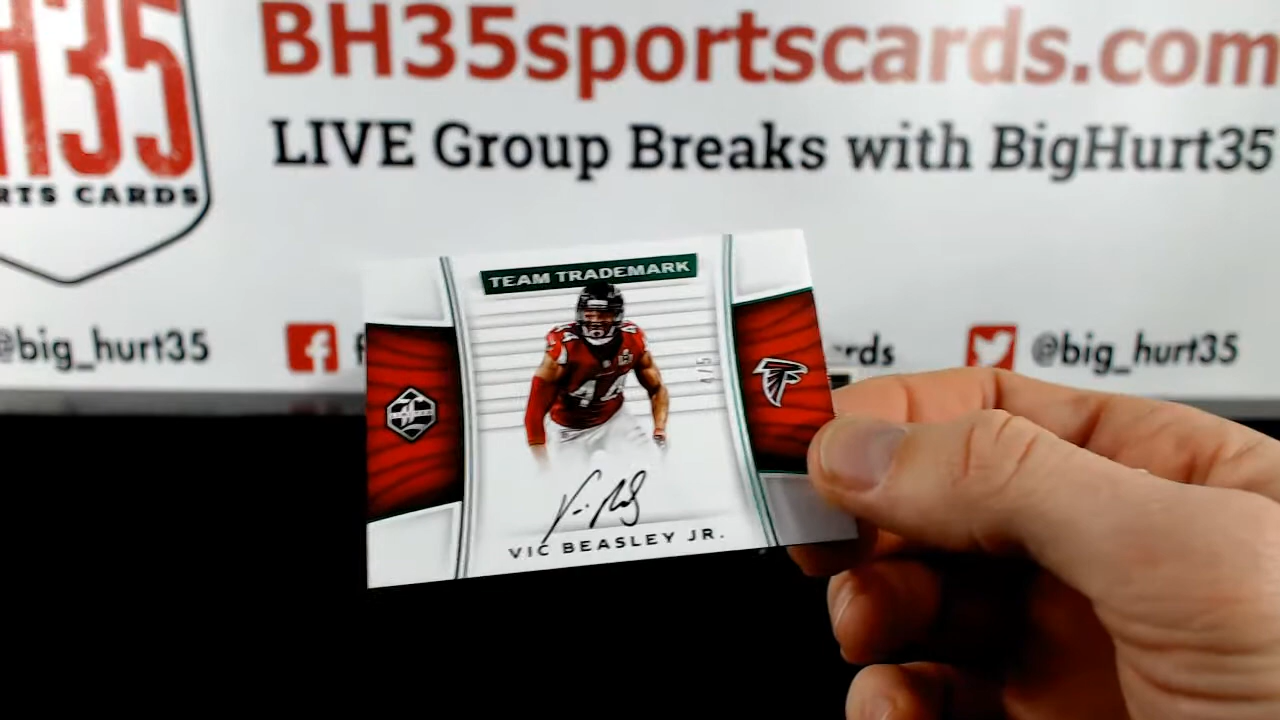 H35
RTS CARDS
BH35sportscards.com
LIVE Group Breaks with BigHurt35
@big_hurt35
f
rds
@big_hurt35
TEAM TRADEMARK
44
4/5
LIMITED
VIC BEASLEY JR.